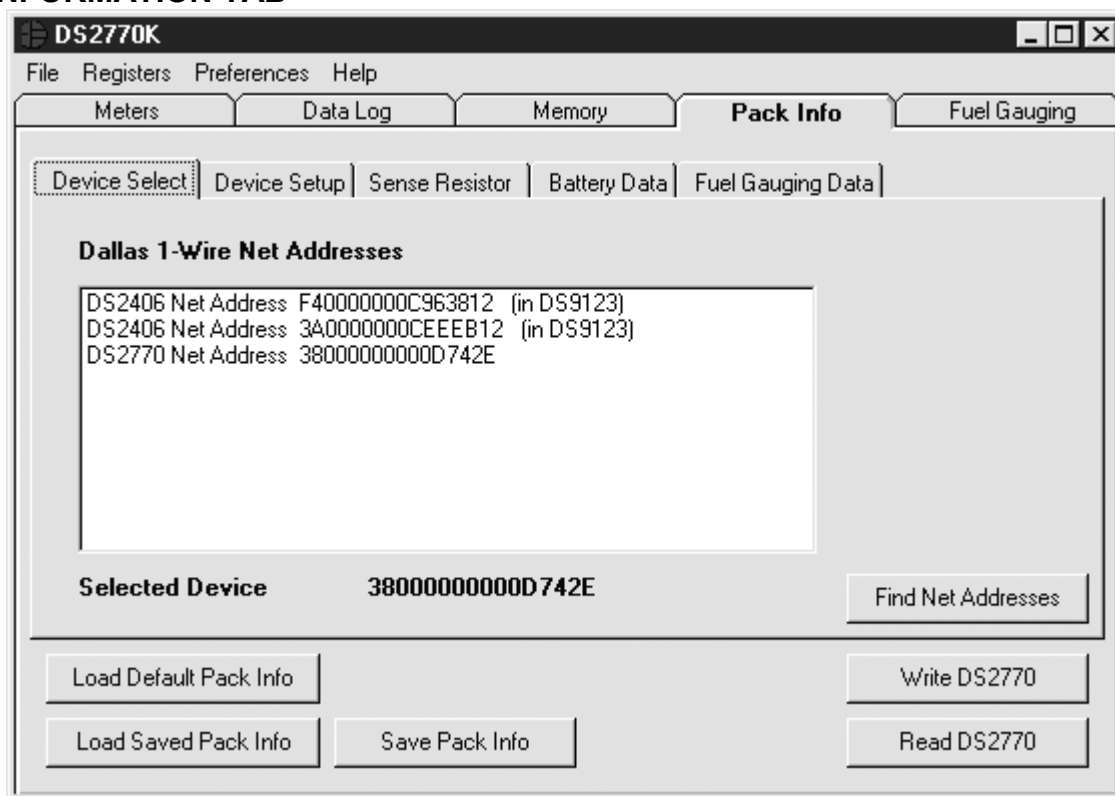 DS2770K
File Registers Preferences Help
Meters Data Log Memory Pack Info Fuel Gauging
Device Select Device Setup Sense Resistor Battery Data Fuel Gauging Data
Dallas 1-Wire Net Addresses
DS2406 Net Address F40000000C963812 (in DS9123)
DS2406 Net Address 3A0000000CEEEB12 (in DS9123)
DS2770 Net Address 38000000000D742E
Selected Device 38000000000D742E
Find Net Addresses
Load Default Pack Info Write DS2770
Load Saved Pack Info Save Pack Info Read DS2770